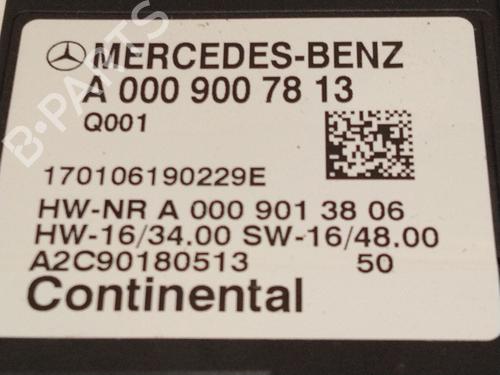 MERCEDES-BENZ
A 000 900 78 13
Q001
170106190229E
HW-NR A 000 901 38 06
HW-16/34.00 SW-16/48.00
A2C90180513 50
Continental
B-PARTS